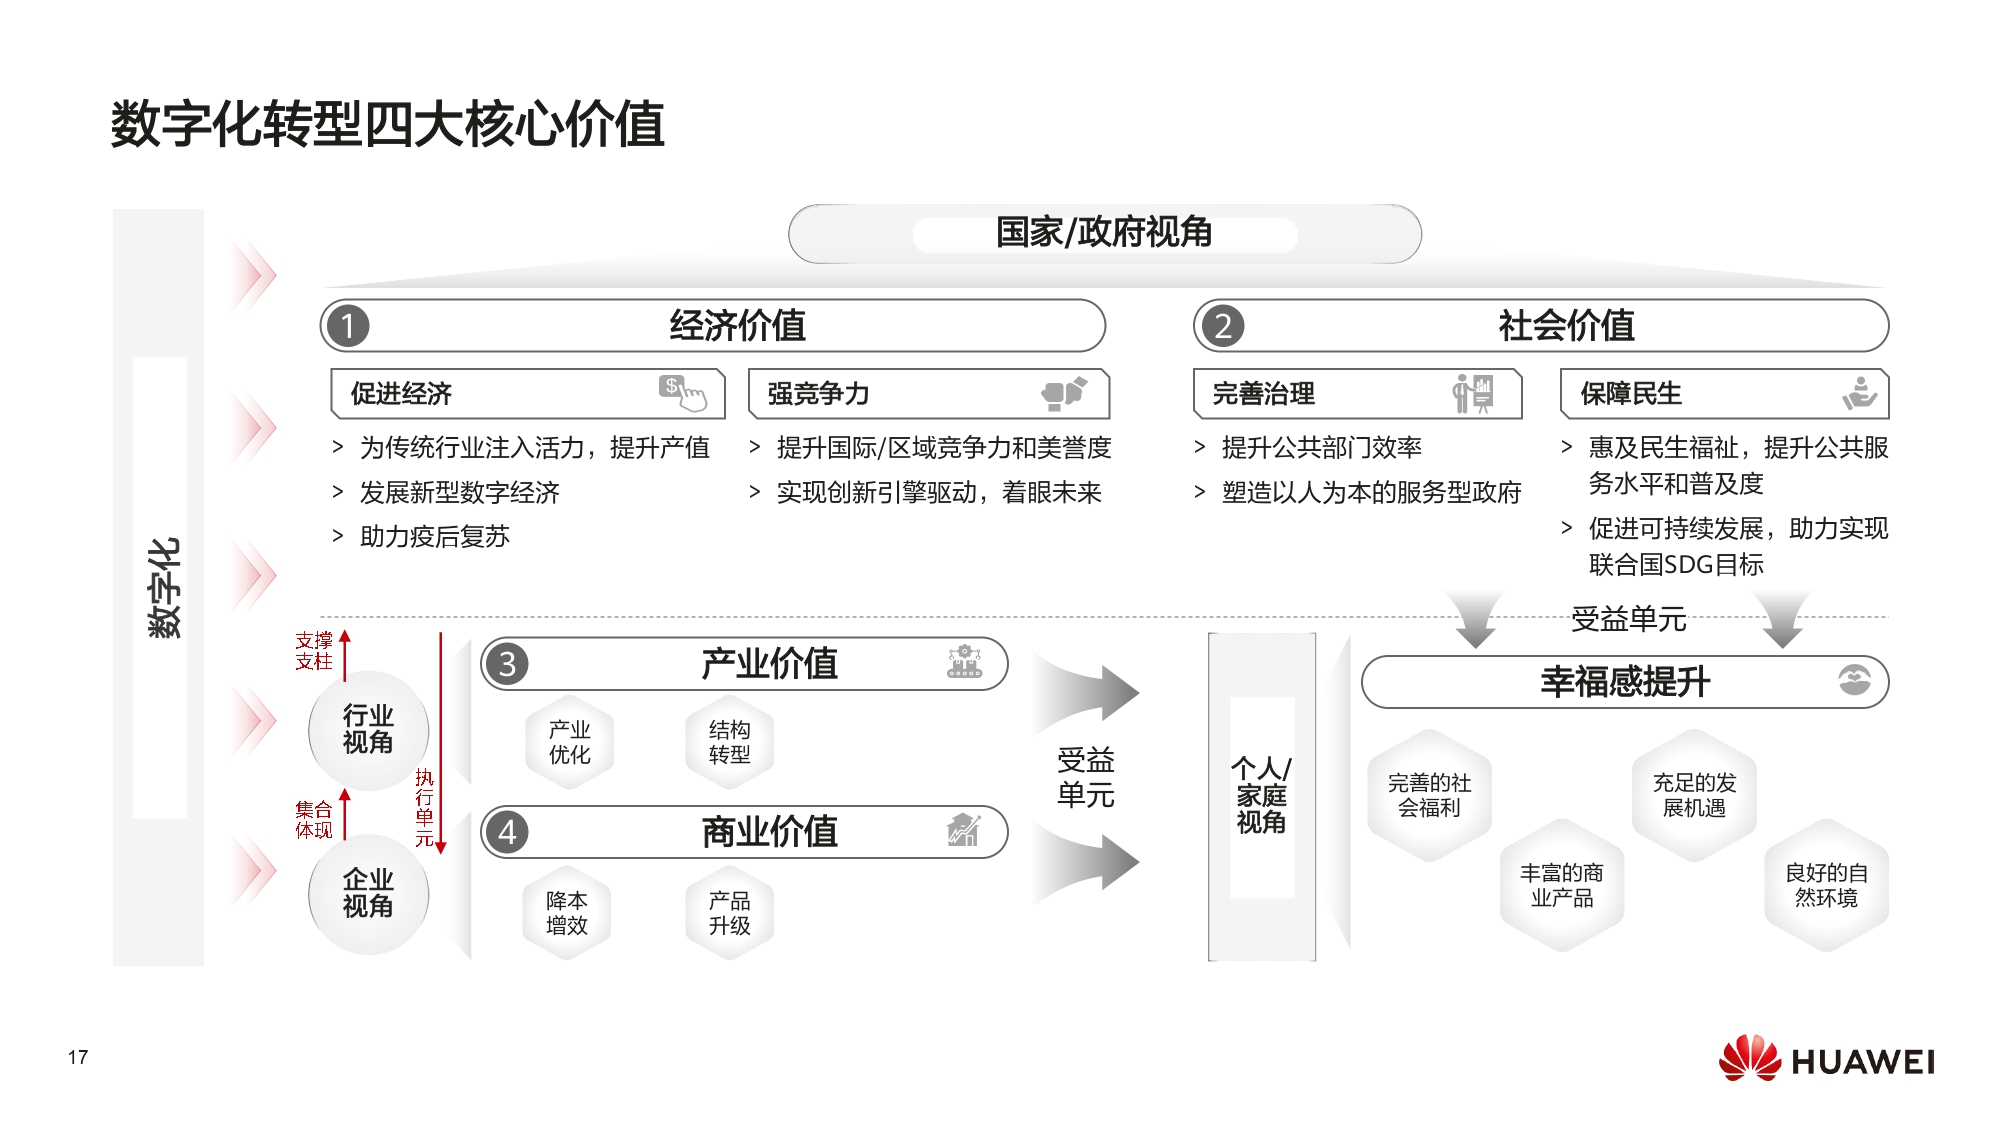 数字化转型四大核心价值
数字化
国家/政府视角
1 经济价值
促进经济
> 为传统行业注入活力，提升产值
> 发展新型数字经济
> 助力疫后复苏
强竞争力
> 提升国际/区域竞争力和美誉度
> 实现创新引擎驱动，着眼未来
2 社会价值
完善治理
> 提升公共部门效率
> 塑造以人为本的服务型政府
保障民生
> 惠及民生福祉，提升公共服
务水平和普及度
> 促进可持续发展，助力实现
联合国SDG目标
受益单元
支撑
支柱
行业
视角
集合
体现
企业
视角
执
行
单
元
3 产业价值
产业
优化
结构
转型
4 商业价值
降本
增效
产品
升级
受益
单元
个人/
家庭
视角
幸福感提升
完善的社
会福利
丰富的商
业产品
充足的发
展机遇
良好的自
然环境
17
HUAWEI